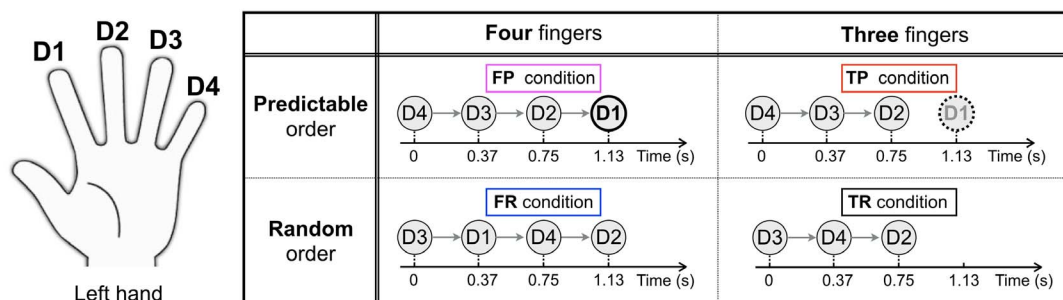 D1 D2 D3 D4
Left hand
Four fingers Three fingers
Predictable order
FP condition
D4 D3 D2 D1
0 0.37 0.75 1.13 Time (s)
TP condition
D4 D3 D2 D1
0 0.37 0.75 1.13 Time (s)
Random order
FR condition
D3 D1 D4 D2
0 0.37 0.75 1.13 Time (s)
TR condition
D3 D4 D2
0 0.37 0.75 1.13 Time (s)